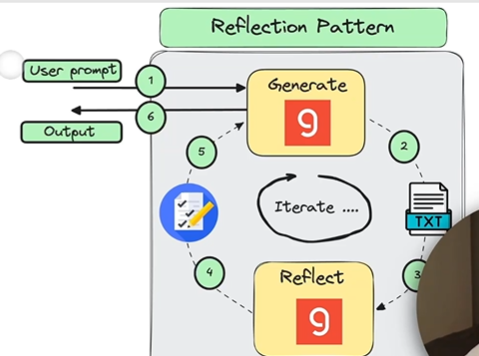 Reflection Pattern
User prompt
1
Generate
6
g
Output
5
2
Iterate ....
TXT
4
3
Reflect
g